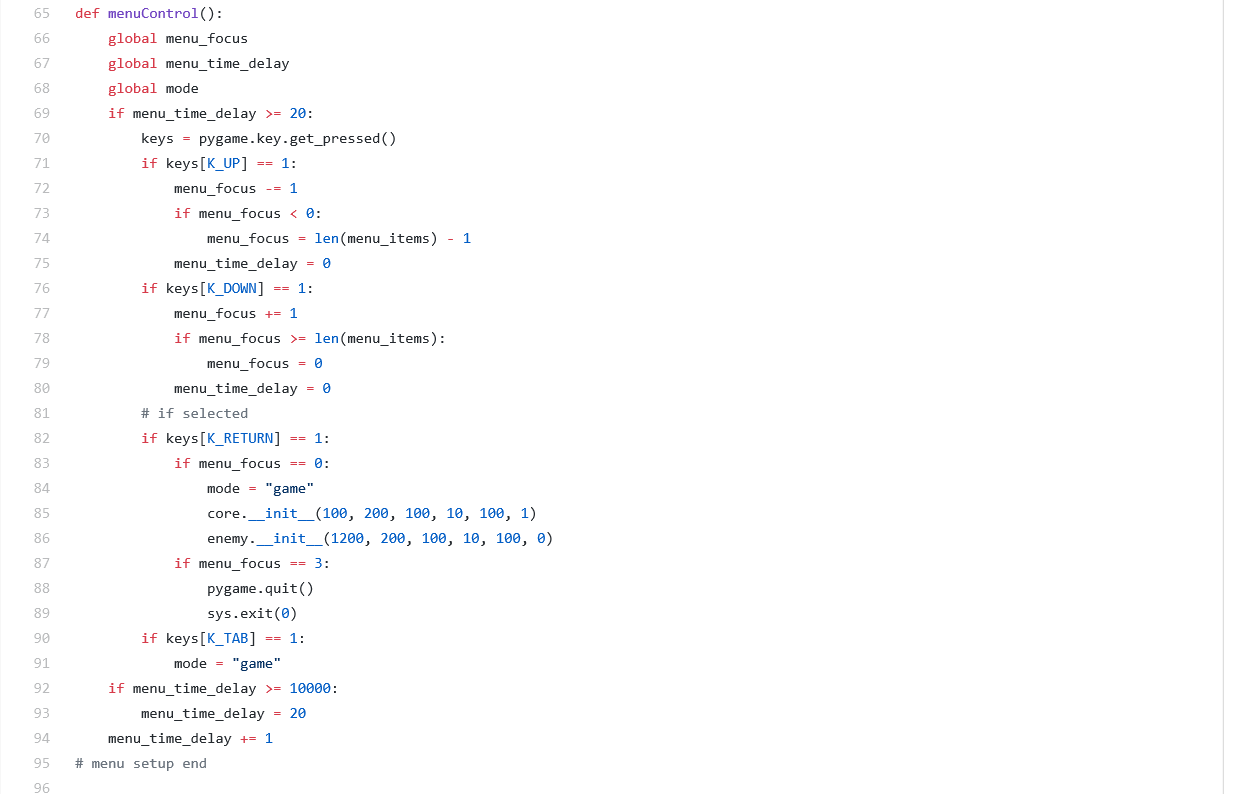 65 def menuControl():
66     global menu_focus
67     global menu_time_delay
68     global mode
69     if menu_time_delay >= 20:
70         keys = pygame.key.get_pressed()
71         if keys[K_UP] == 1:
72             menu_focus -= 1
73             if menu_focus < 0:
74                 menu_focus = len(menu_items) - 1
75             menu_time_delay = 0
76         if keys[K_DOWN] == 1:
77             menu_focus += 1
78             if menu_focus >= len(menu_items):
79                 menu_focus = 0
80             menu_time_delay = 0
81         # if selected
82         if keys[K_RETURN] == 1:
83             if menu_focus == 0:
84                 mode = "game"
85                 core.__init__(100, 200, 100, 10, 100, 1)
86                 enemy.__init__(1200, 200, 100, 10, 100, 0)
87             if menu_focus == 3:
88                 pygame.quit()
89                 sys.exit(0)
90         if keys[K_TAB] == 1:
91             mode = "game"
92     if menu_time_delay >= 10000:
93         menu_time_delay = 20
94     menu_time_delay += 1
95 # menu setup end
96